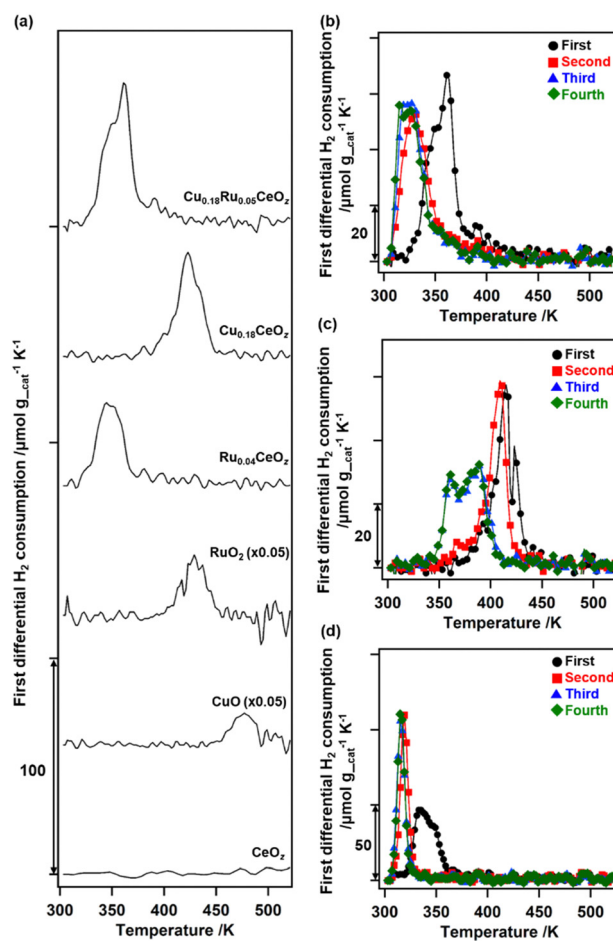 (a)
First differential H2 consumption /μmol g_cat-1 K-1
100
Cu0.18Ru0.05CeOz
Cu0.18CeOz
Ru0.04CeOz
RuO2 (x0.05)
CuO (x0.05)
CeOz
300 350 400 450 500
Temperature /K
(b)
First differential H2 consumption
/μmol g_cat-1 K-1
20
First
Second
Third
Fourth
300 350 400 450 500
Temperature /K
(c)
First differential H2 consumption
/μmol g_cat-1 K-1
20
First
Second
Third
Fourth
300 350 400 450 500
Temperature /K
(d)
First differential H2 consumption
/μmol g_cat-1 K-1
50
First
Second
Third
Fourth
300 350 400 450 500
Temperature /K